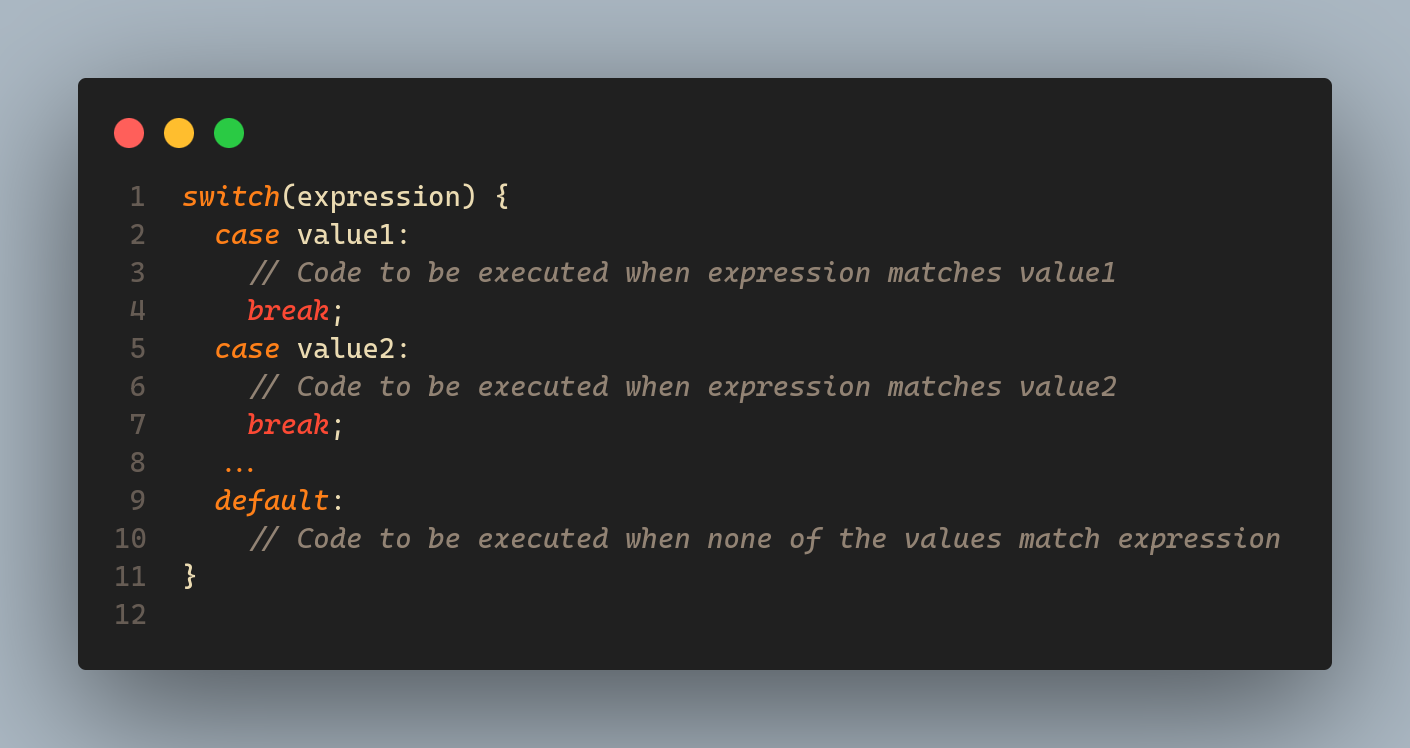 1 switch(expression) {
2   case value1:
3     // Code to be executed when expression matches value1
4     break;
5   case value2:
6     // Code to be executed when expression matches value2
7     break;
8   ...
9   default:
10     // Code to be executed when none of the values match expression
11 }
12